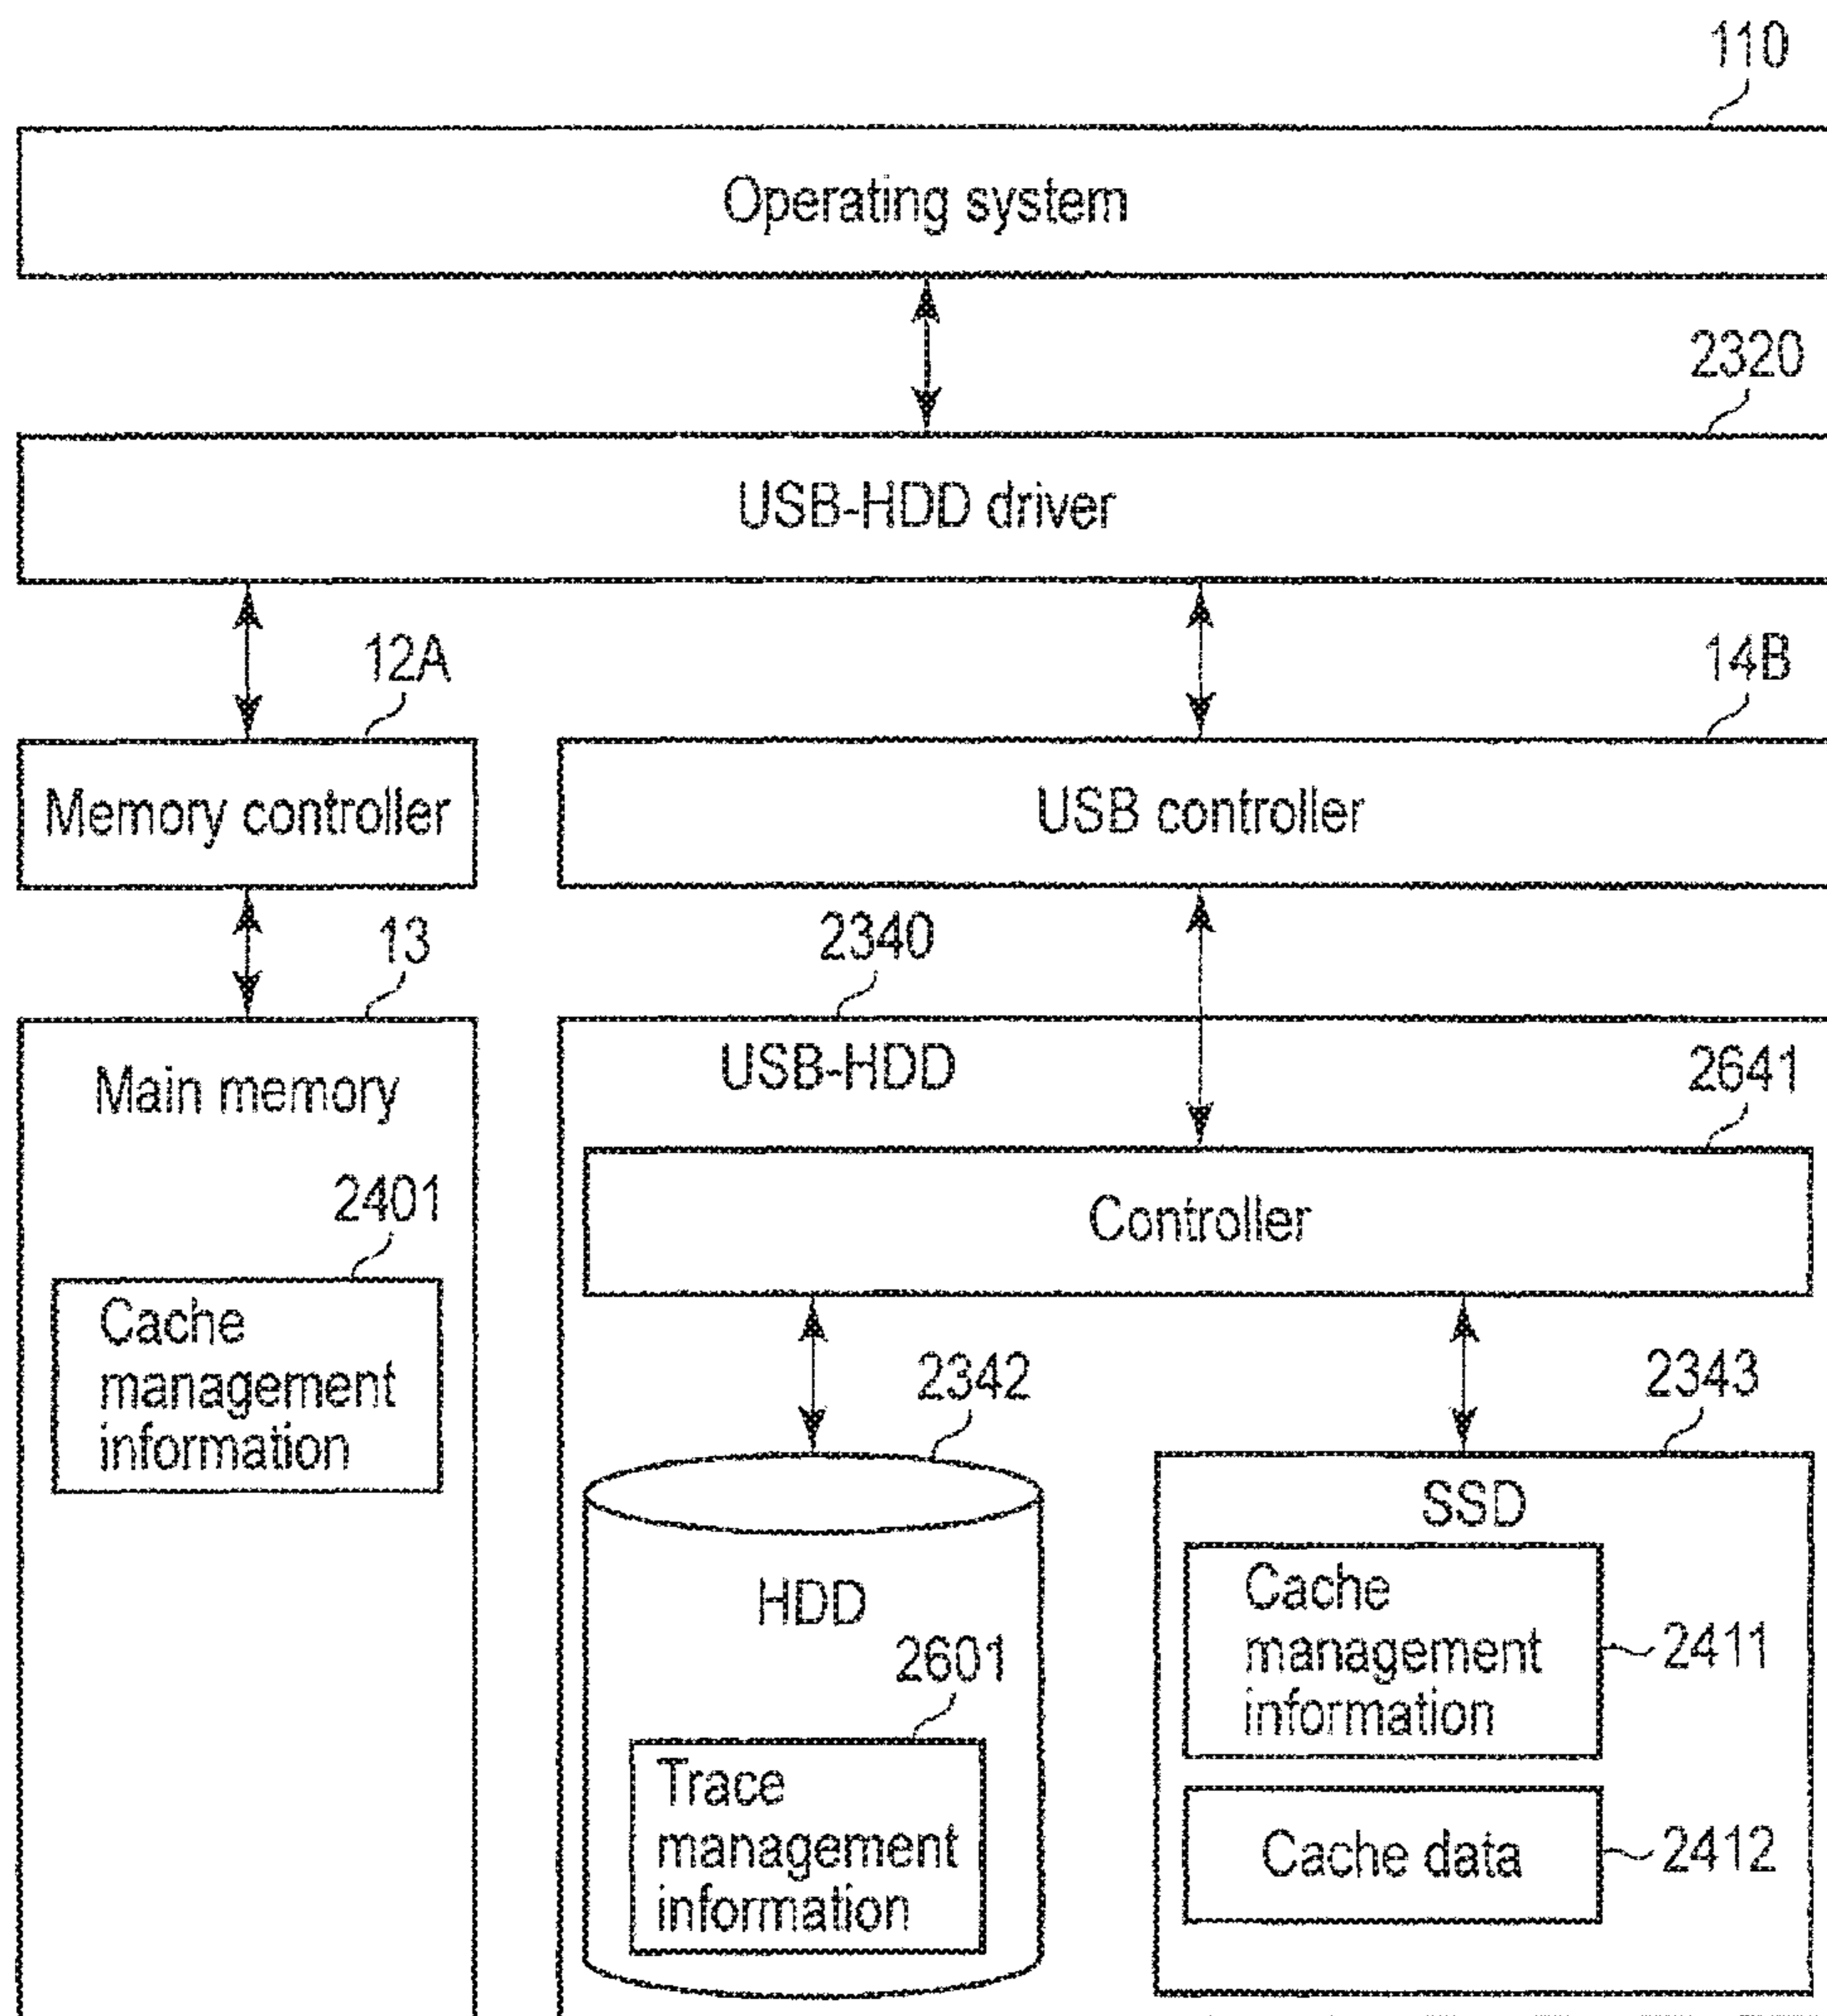 110
Operating system
2320
USB-HDD driver
12A
14B
Memory controller
USB controller
13
2340
Main memory
USB-HDD
2641
2401
Controller
Cache
management
information
2342
2343
HDD
SSD
2601
Cache
management
information
2411
Trace
management
information
Cache data
2412